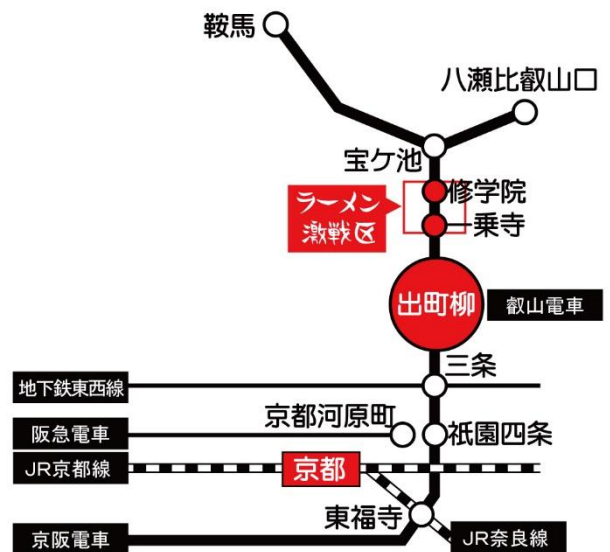 鞍馬
八瀬比叡山口
宝ケ池
修学院
ラーメン
激戦区
一乗寺
出町柳
叡山電車
三条
地下鉄東西線
京都河原町
祇園四条
阪急電車
JR京都線
京都
東福寺
京阪電車
JR奈良線